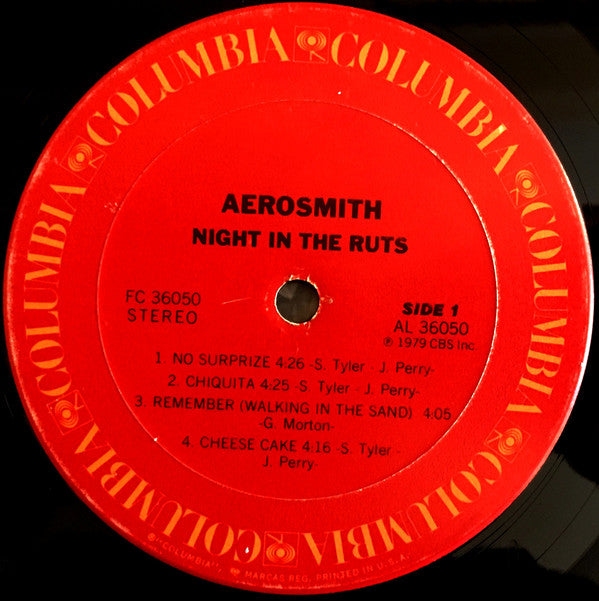 COLUMBIA COLUMBIA COLUMBIA COLUMBIA COLUMBIA COLUMBIA
AEROSMITH
NIGHT IN THE RUTS
FC 36050
STEREO
SIDE 1
AL 36050
℗ 1979 CBS Inc.
1. NO SURPRIZE 4:26 -S. Tyler - J. Perry-
2. CHIQUITA 4:25 -S. Tyler - J. Perry-
3. REMEMBER (WALKING IN THE SAND) 4:05
-G. Morton-
4. CHEESE CAKE 4:16 -S. Tyler -
J. Perry-
"COLUMBIA", MARCAS REG. PRINTED IN U.S.A.